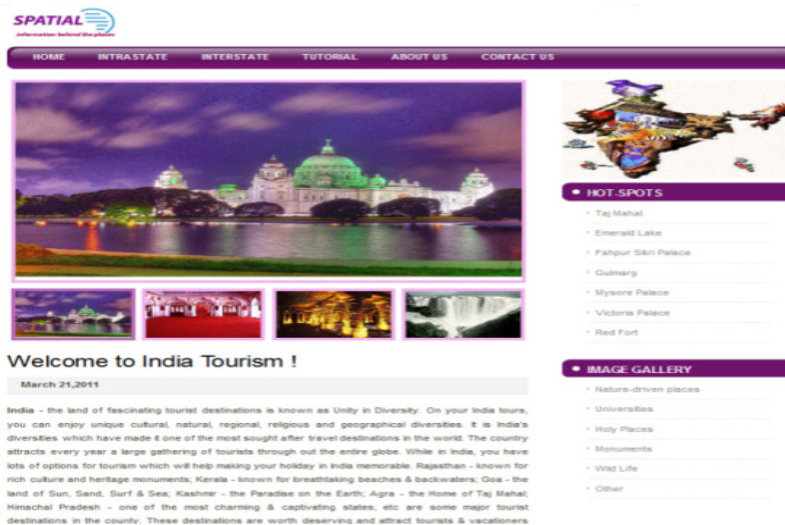 SPATIAL
Information behind the places
HOME INTRASTATE INTERSTATE TUTORIAL ABOUT US CONTACT US
HOT-SPOTS
Taj Mahal
Emerald Lake
Fahpur Sikri Palace
Gulmarg
Mysore Palace
Victoria Palace
Red Fort
IMAGE GALLERY
Nature-driven places
Universities
Holy Places
Monuments
Wild Life
Other
Welcome to India Tourism !
March 21,2011
India - the land of fascinating tourist destinations is known as Unity in Diversity. On your India tours,
you can enjoy unique cultural, natural, regional, religious and geographical diversities. It is India's
diversities which have made it one of the most sought after travel destinations in the world. The country
attracts every year a large gathering of tourists through out the entire globe. While in India, you have
lots of options for tourism which will help making your holiday in India memorable. Rajasthan - known for
rich culture and heritage monuments; Kerala - known for breathtaking beaches & backwaters; Goa - the
land of Sun, Sand, Surf & Sea; Kashmir - the Paradise on the Earth; Agra - the Home of Taj Mahal;
Himachal Pradesh - one of the most charming & captivating states; etc are some major tourist
destinations in the county. These destinations are worth deserving and attract tourists & vacationers